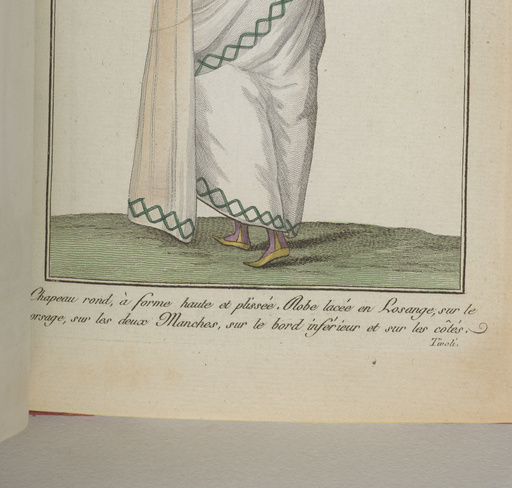 Chapeau rond, à forme haute et plissée. Robe lacée en Losange, sur le
orsage, sur les deux Manches, sur le bord inférieur et sur les côtés.
Tivoli.